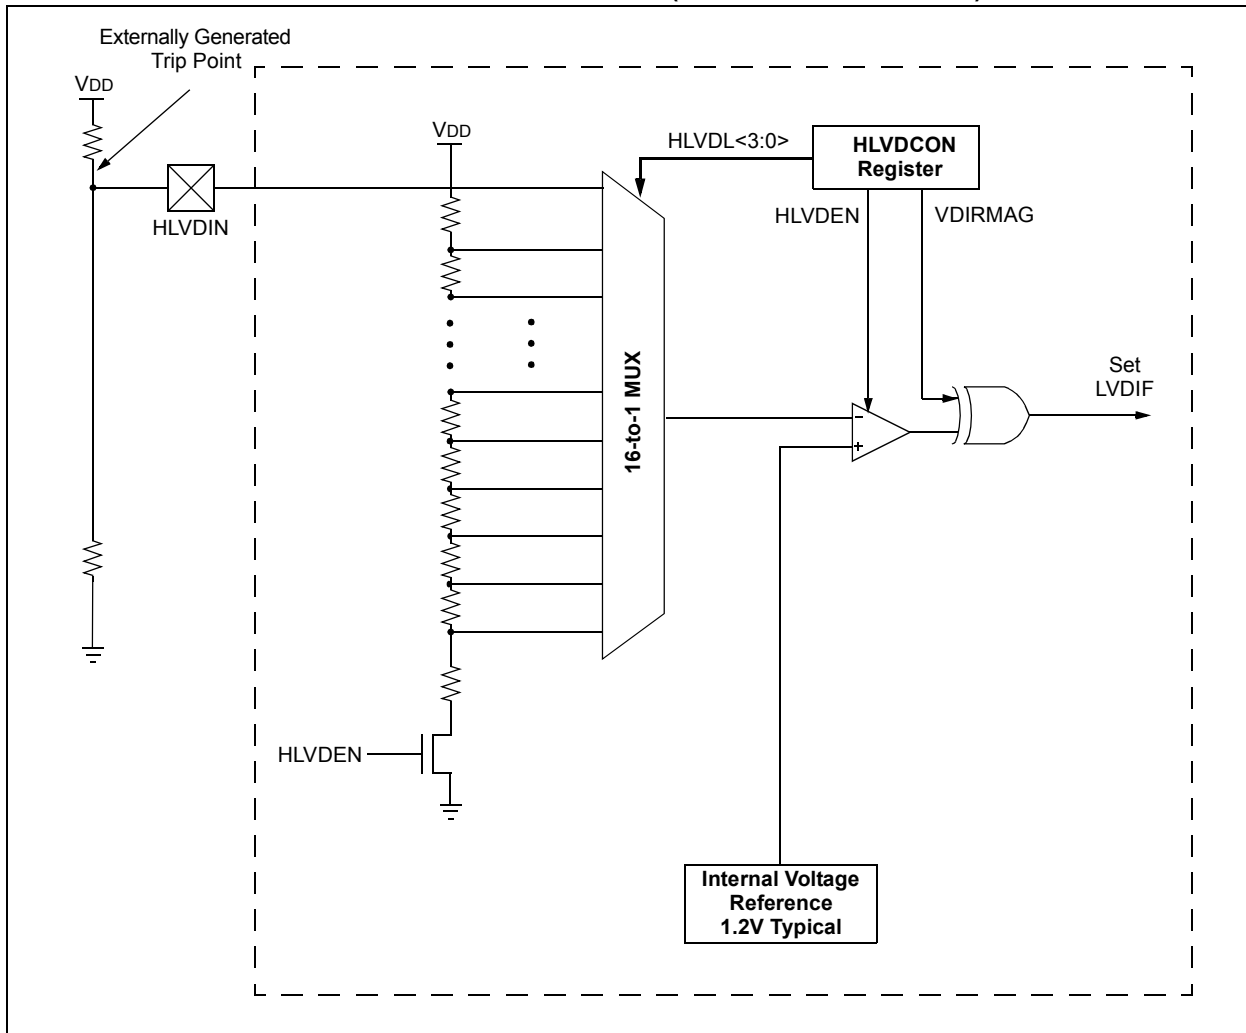 Externally Generated
Trip Point
VDD
VDD
HLVDL<3:0>
HLVDCON
Register
HLVDIN
HLVDEN
VDIRMAG
16-to-1 MUX
Set
LVDIF
–
+
HLVDEN
Internal Voltage
Reference
1.2V Typical